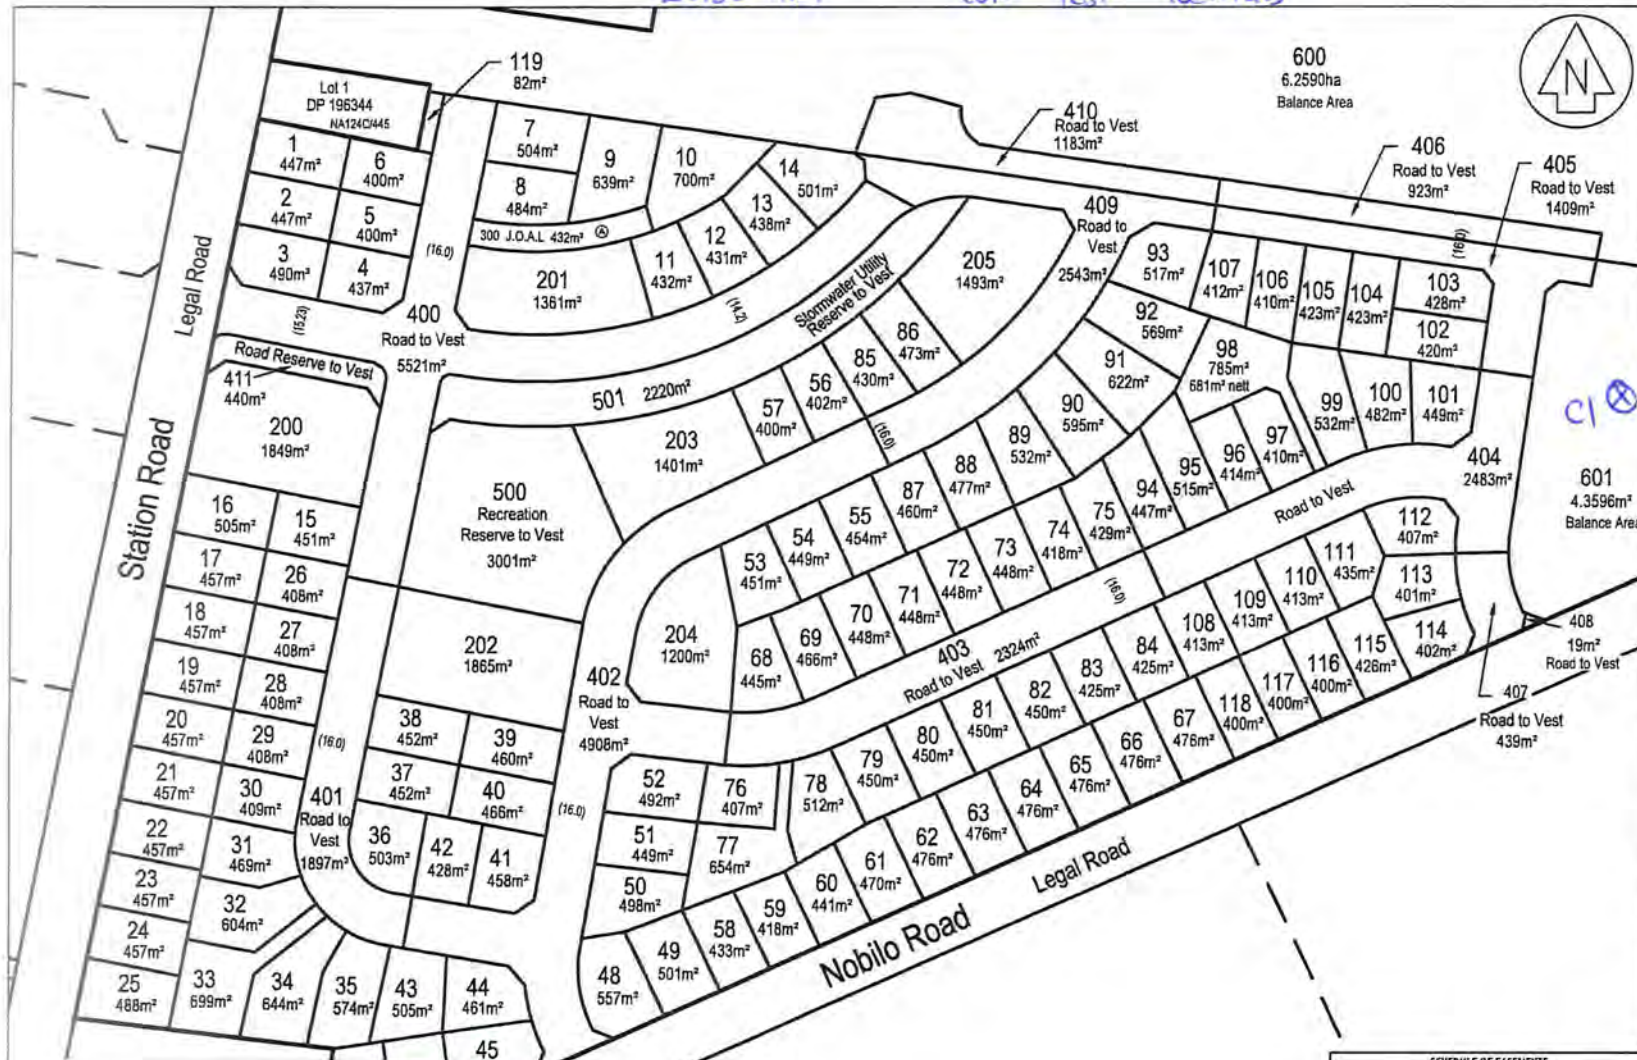 119
82m²
600
6.2590ha
Balance Area
N
Lot 1
DP 196344
NA124C/445
410
Road to Vest
1183m²
406
Road to Vest
923m²
405
Road to Vest
1409m²
1
447m²
6
400m²
7
504m²
9
639m²
10
700m²
14
501m²
2
447m²
5
400m²
8
484m²
13
438m²
409
Road to
Vest
2543m²
(16.0)
3
490m²
4
437m²
(16.0)
300 J.O.A.L 432m² A
12
431m²
11
432m²
201
1361m²
205
1493m²
93
517m²
107
412m²
106
410m²
105
423m²
104
423m²
103
428m²
102
420m²
Legal Road
(15.23)
400
Road to Vest
5521m²
(14.2)
Stormwater Utility
Reserve to Vest
86
473m²
92
569m²
91
622m²
98
785m²
681m² nett
Road Reserve to Vest
411
440m²
501 2220m²
85
430m²
56
402m²
57
400m²
90
595m²
99
532m²
100
482m²
101
449m²
C1
200
1849m²
203
1401m²
(16.0)
89
532m²
97
410m²
96
414m²
95
515m²
94
447m²
404
2483m²
601
4.3596m²
Balance Area
Station Road
500
Recreation
Reserve to Vest
3001m²
88
477m²
87
460m²
75
429m²
Road to Vest
16
505m²
15
451m²
55
454m²
54
449m²
53
451m²
74
418m²
73
448m²
72
448m²
71
448m²
70
448m²
69
466m²
68
445m²
112
407m²
111
435m²
113
401m²
17
457m²
26
408m²
18
457m²
27
408m²
202
1865m²
204
1200m²
402
Road to
Vest
4908m²
403
Road to Vest 2324m²
(16.0)
110
413m²
109
413m²
108
413m²
84
425m²
83
425m²
82
450m²
81
450m²
80
450m²
79
450m²
78
512m²
114
402m²
115
426m²
116
400m²
117
400m²
118
400m²
408
19m²
Road to Vest
407
Road to Vest
439m²
19
457m²
28
408m²
20
457m²
29
408m²
(16.0)
38
452m²
39
460m²
37
452m²
40
466m²
(16.0)
52
492m²
76
407m²
67
476m²
66
476m²
65
476m²
64
476m²
63
476m²
62
476m²
61
470m²
60
441m²
59
418m²
58
433m²
21
457m²
30
409m²
401
Road to
Vest
1897m²
36
503m²
42
428m²
41
458m²
51
449m²
77
654m²
50
498m²
22
457m²
31
469m²
23
457m²
32
604m²
24
457m²
25
488m²
33
699m²
34
644m²
35
574m²
43
505m²
44
461m²
45
48
557m²
49
501m²
Nobilo Road
Legal Road
SCHEDULE OF EASEMENTS